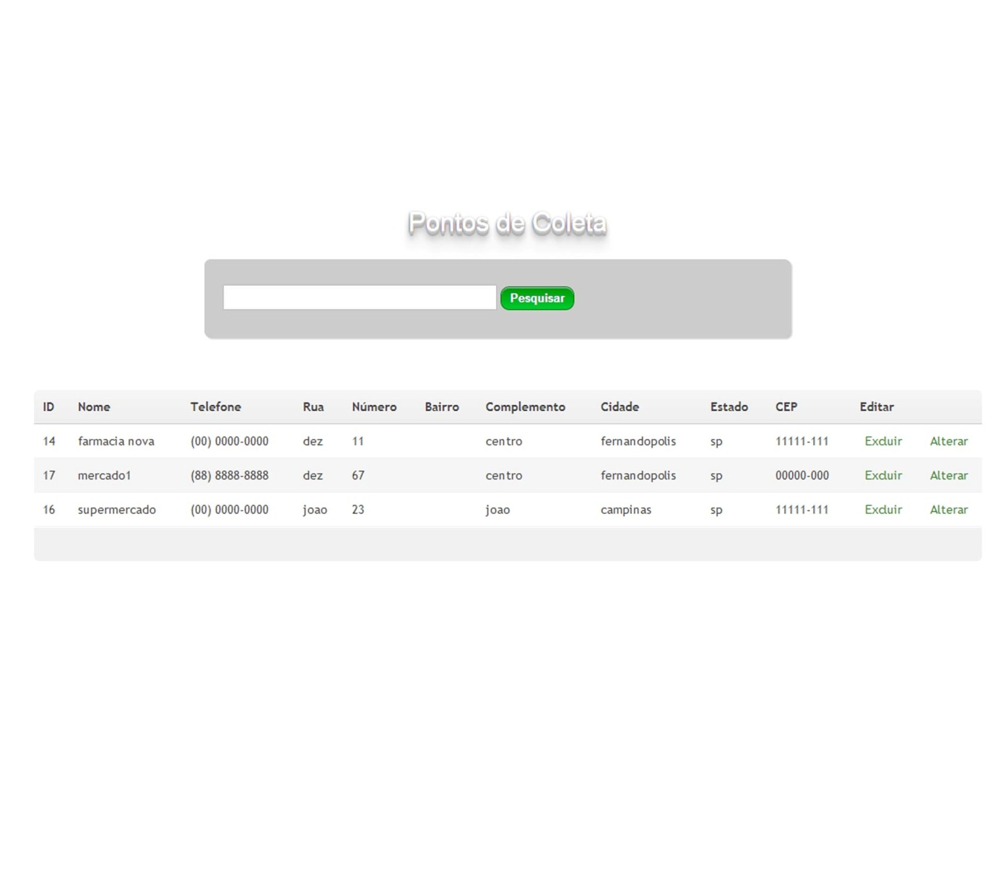 Pontos de Coleta
Pesquisar
ID Nome Telefone Rua Número Bairro Complemento Cidade Estado CEP Editar
14 farmacia nova (00) 0000-0000 dez 11 centro fernandopolis sp 11111-111 Excluir Alterar
17 mercado1 (88) 8888-8888 dez 67 centro fernandopolis sp 00000-000 Excluir Alterar
16 supermercado (00) 0000-0000 joao 23 joao campinas sp 11111-111 Excluir Alterar